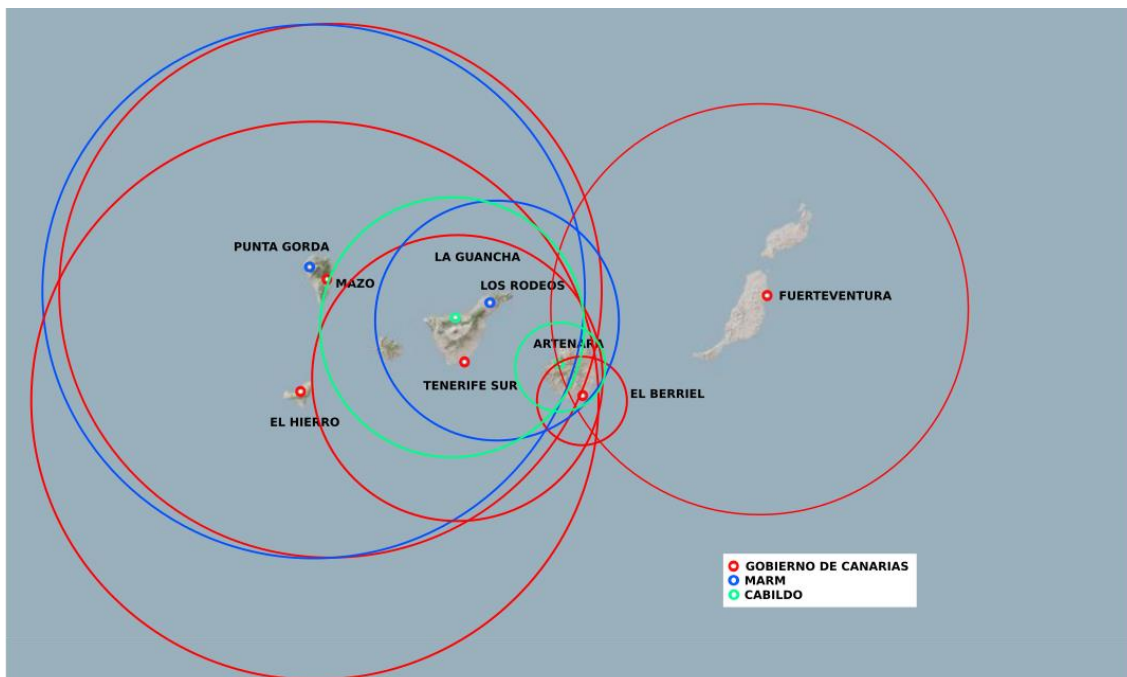 PUNTA GORDA
MAZO
LA GUANCHA
LOS RODEOS
FUERTEVENTURA
ARTENARA
TENERIFE SUR
EL BERRIEL
EL HIERRO
GOBIERNO DE CANARIAS
MARM
CABILDO